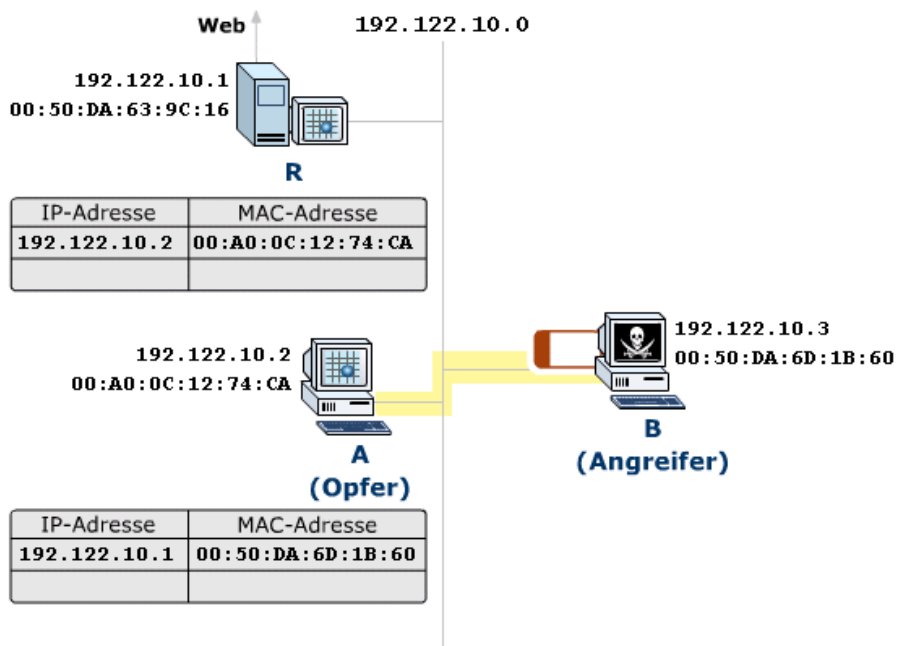 Web
192.122.10.0
192.122.10.1
00:50:DA:63:9C:16
R
IP-Adresse MAC-Adresse
192.122.10.2 00:A0:0C:12:74:CA
192.122.10.3
00:50:DA:6D:1B:60
B
(Angreifer)
192.122.10.2
00:A0:0C:12:74:CA
A
(Opfer)
IP-Adresse MAC-Adresse
192.122.10.1 00:50:DA:6D:1B:60